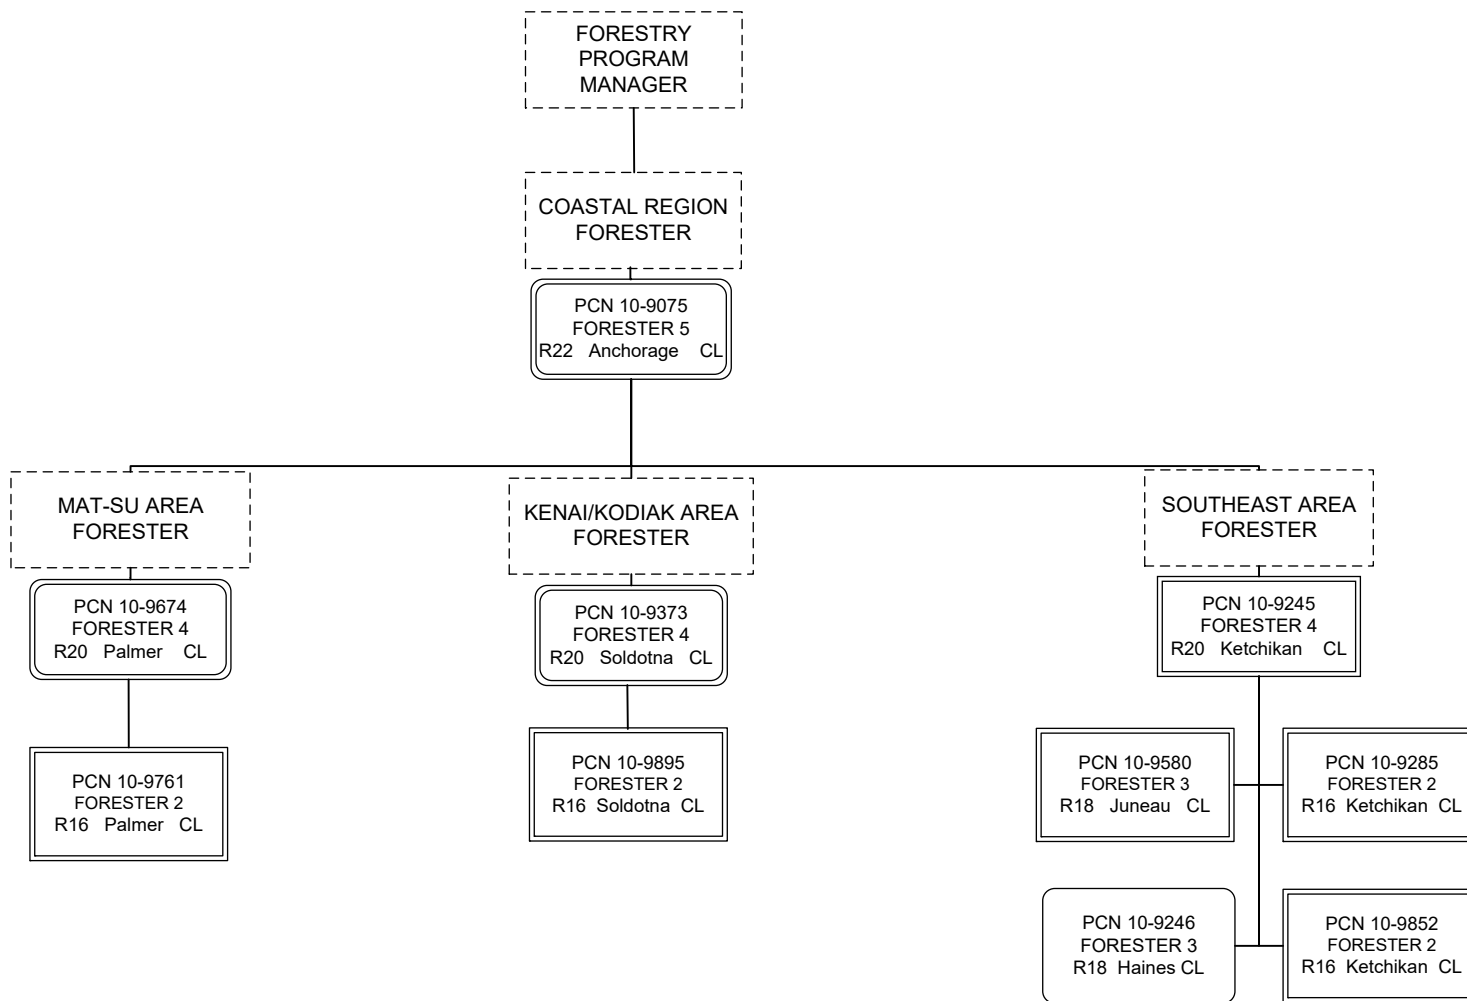 FORESTRY
PROGRAM
MANAGER
COASTAL REGION
FORESTER
PCN 10-9075
FORESTER 5
R22 Anchorage CL
MAT-SU AREA
FORESTER
PCN 10-9674
FORESTER 4
R20 Palmer CL
PCN 10-9761
FORESTER 2
R16 Palmer CL
KENAI/KODIAK AREA
FORESTER
PCN 10-9373
FORESTER 4
R20 Soldotna CL
PCN 10-9895
FORESTER 2
R16 Soldotna CL
SOUTHEAST AREA
FORESTER
PCN 10-9245
FORESTER 4
R20 Ketchikan CL
PCN 10-9580
FORESTER 3
R18 Juneau CL
PCN 10-9285
FORESTER 2
R16 Ketchikan CL
PCN 10-9246
FORESTER 3
R18 Haines CL
PCN 10-9852
FORESTER 2
R16 Ketchikan CL